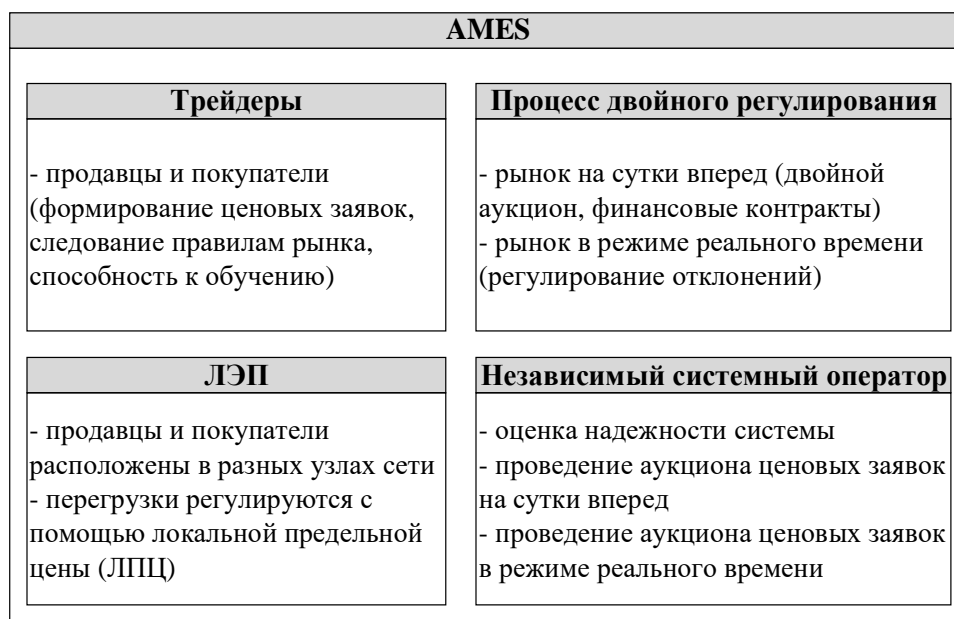 AMES
Трейдеры
- продавцы и покупатели
(формирование ценовых заявок,
следование правилам рынка,
способность к обучению)
Процесс двойного регулирования
- рынок на сутки вперед (двойной
аукцион, финансовые контракты)
- рынок в режиме реального времени
(регулирование отклонений)
ЛЭП
- продавцы и покупатели
расположены в разных узлах сети
- перегрузки регулируются с
помощью локальной предельной
цены (ЛПЦ)
Независимый системный оператор
- оценка надежности системы
- проведение аукциона ценовых заявок
на сутки вперед
- проведение аукциона ценовых заявок
в режиме реального времени